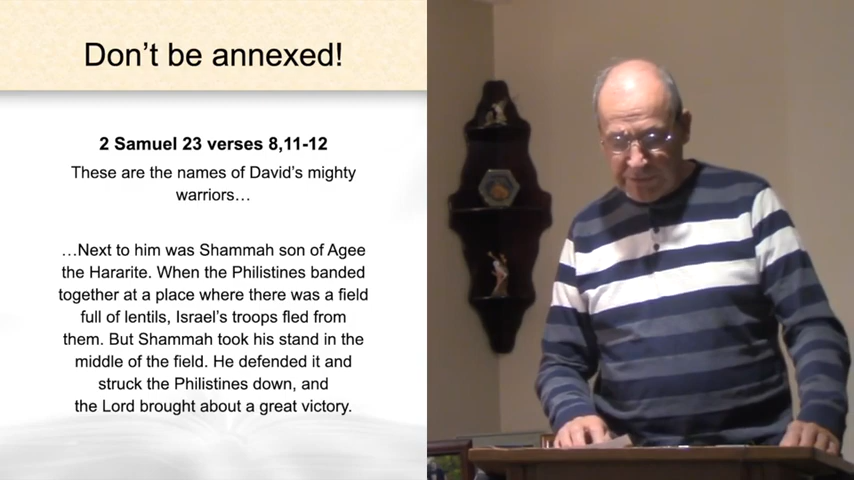 Don’t be annexed!
2 Samuel 23 verses 8,11-12
These are the names of David’s mighty
warriors…
…Next to him was Shammah son of Agee
the Hararite. When the Philistines banded
together at a place where there was a field
full of lentils, Israel’s troops fled from
them. But Shammah took his stand in the
middle of the field. He defended it and
struck the Philistines down, and
the Lord brought about a great victory.